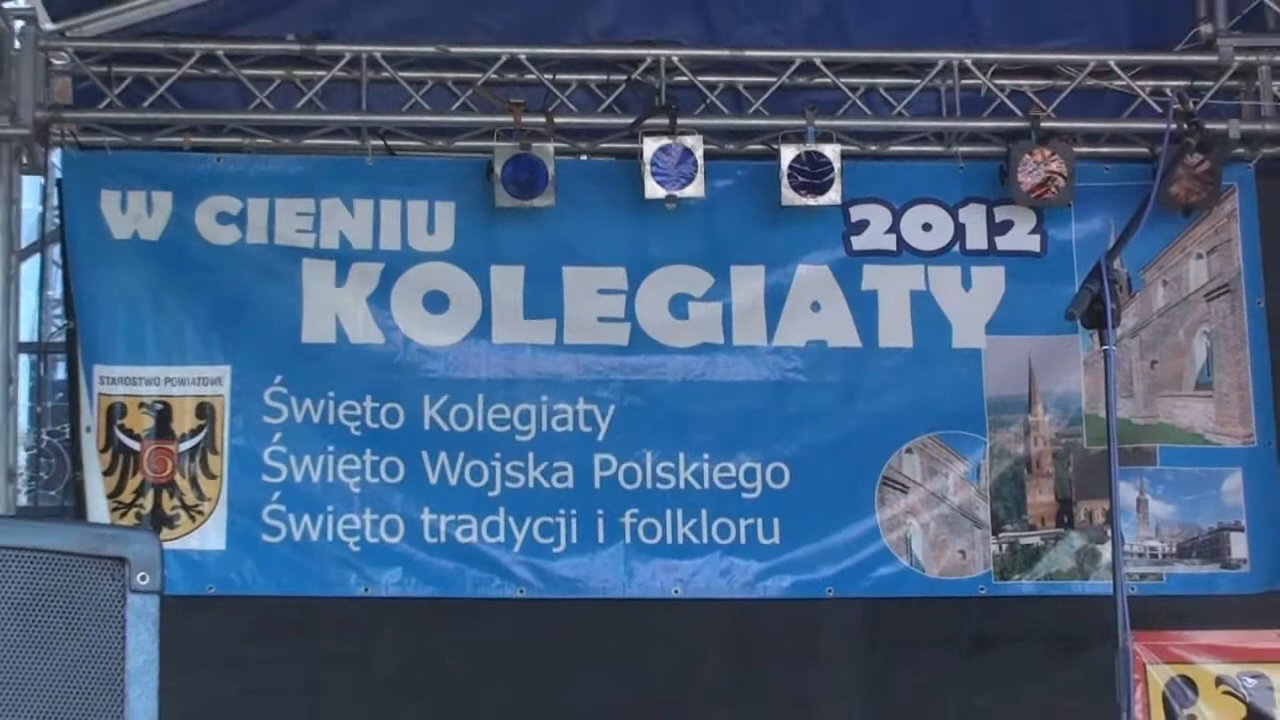 W CIENIU
2012
KOLEGIATY
STAROSTWO POWIATOWE
Święto Kolegiaty
Święto Wojska Polskiego
Święto tradycji i folkloru